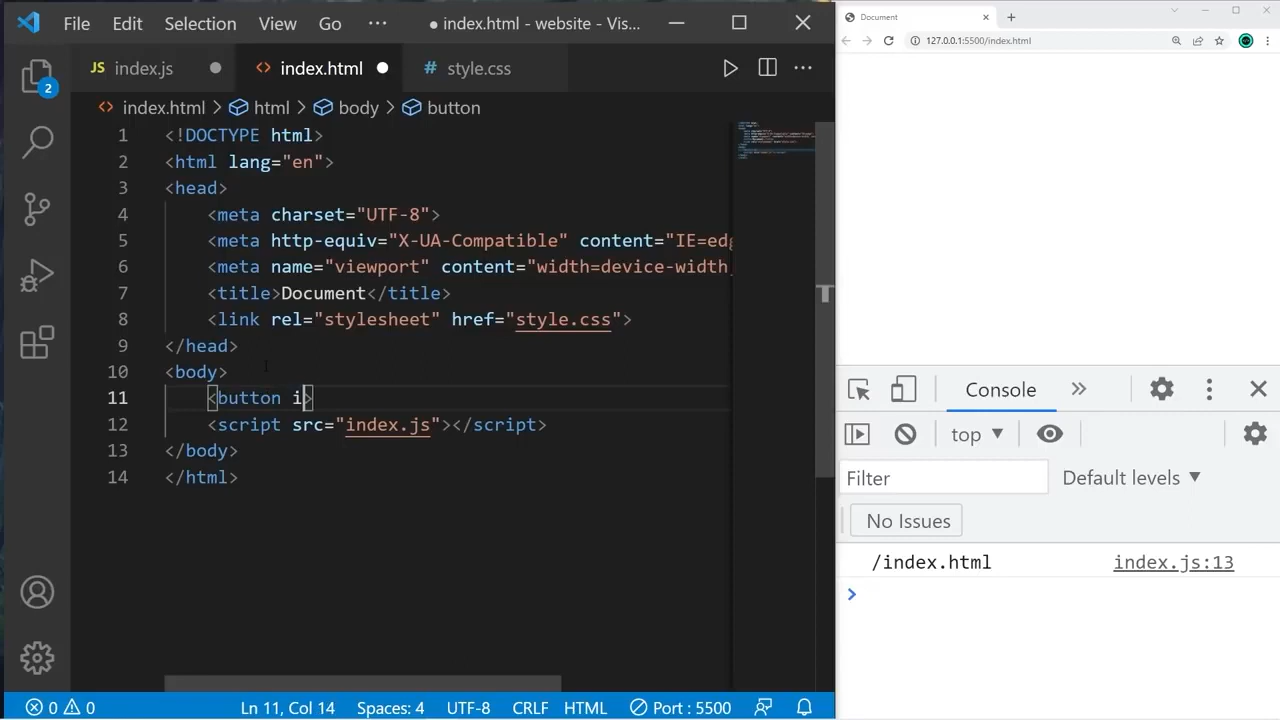 File Edit Selection View Go ··· ● index.html - website - Vis...
JS index.js ● <> index.html ● # style.css ···
<> index.html > html > body > button
1 <!DOCTYPE html>
2 <html lang="en">
3 <head>
4 <meta charset="UTF-8">
5 <meta http-equiv="X-UA-Compatible" content="IE=edg
6 <meta name="viewport" content="width=device-width,
7 <title>Document</title>
8 <link rel="stylesheet" href="style.css">
9 </head>
10 <body>
11 <button i>
12 <script src="index.js"></script>
13 </body>
14 </html>
2
0 0 Ln 11, Col 14 Spaces: 4 UTF-8 CRLF HTML Port : 5500
Document
127.0.0.1:5500/index.html
T
Console »
top ▼
Filter Default levels ▼
No Issues
/index.html index.js:13
>